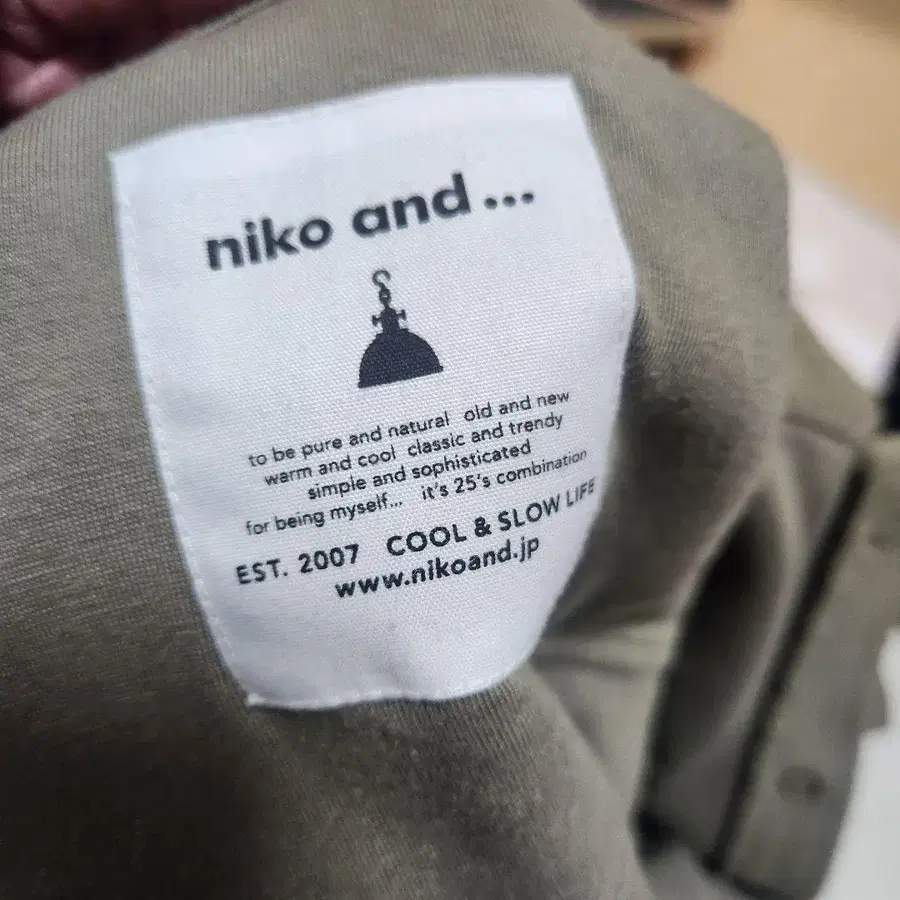 niko and ...
to be pure and natural old and new
warm and cool classic and trendy
simple and sophisticated
for being myself... it's 25's combination
EST. 2007 COOL & SLOW LIFE
www.nikoand.jp